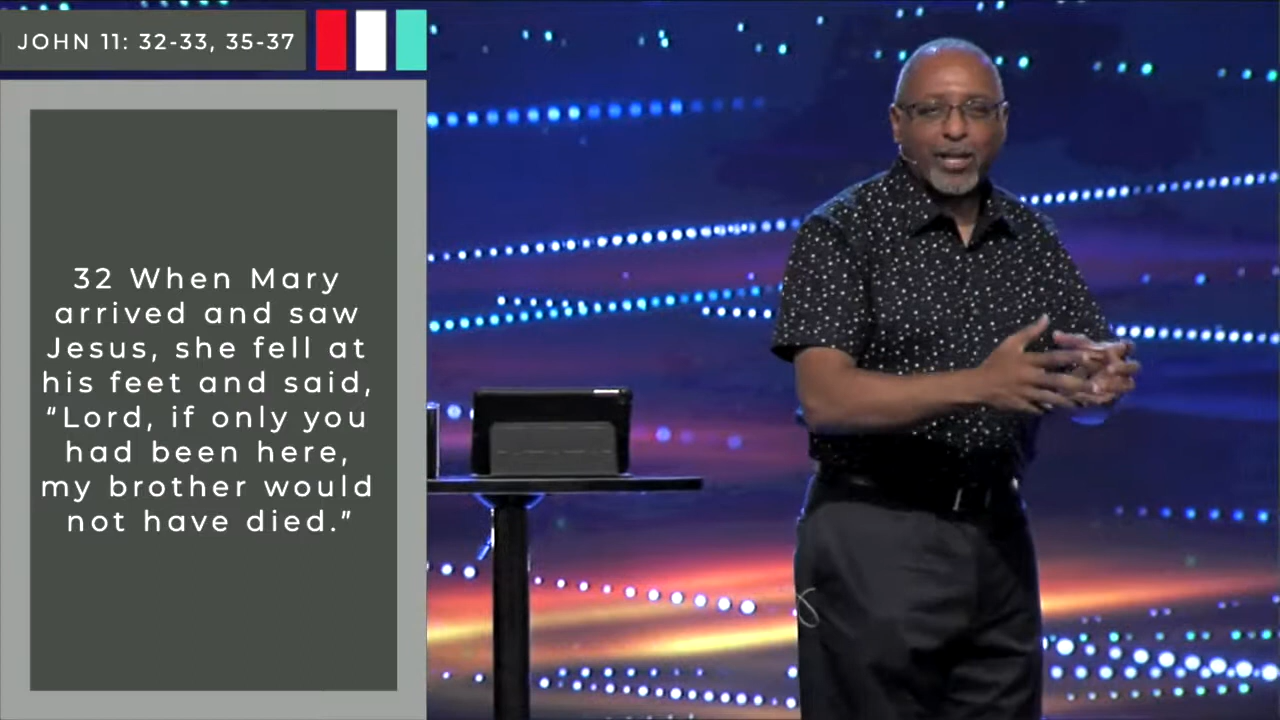 JOHN 11: 32-33, 35-37
32 When Mary
arrived and saw
Jesus, she fell at
his feet and said,
“Lord, if only you
had been here,
my brother would
not have died.”